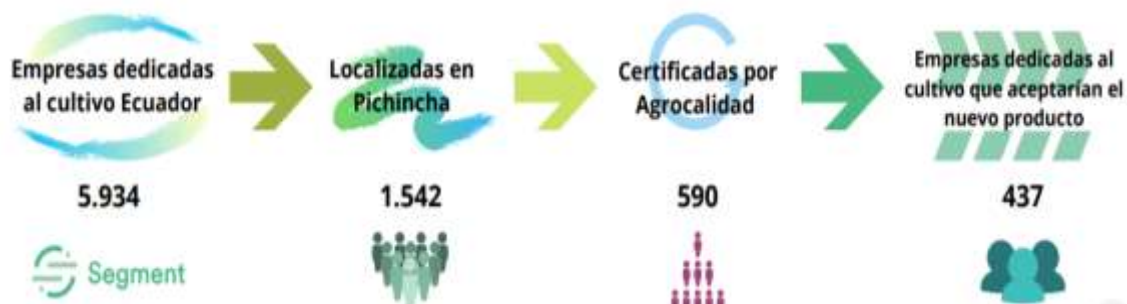 Empresas dedicadas
al cultivo Ecuador
Localizadas en
Pichincha
Certificadas por
Agrocalidad
Empresas dedicadas al
cultivo que aceptarían el
nuevo producto
5.934
1.542
590
437
Segment